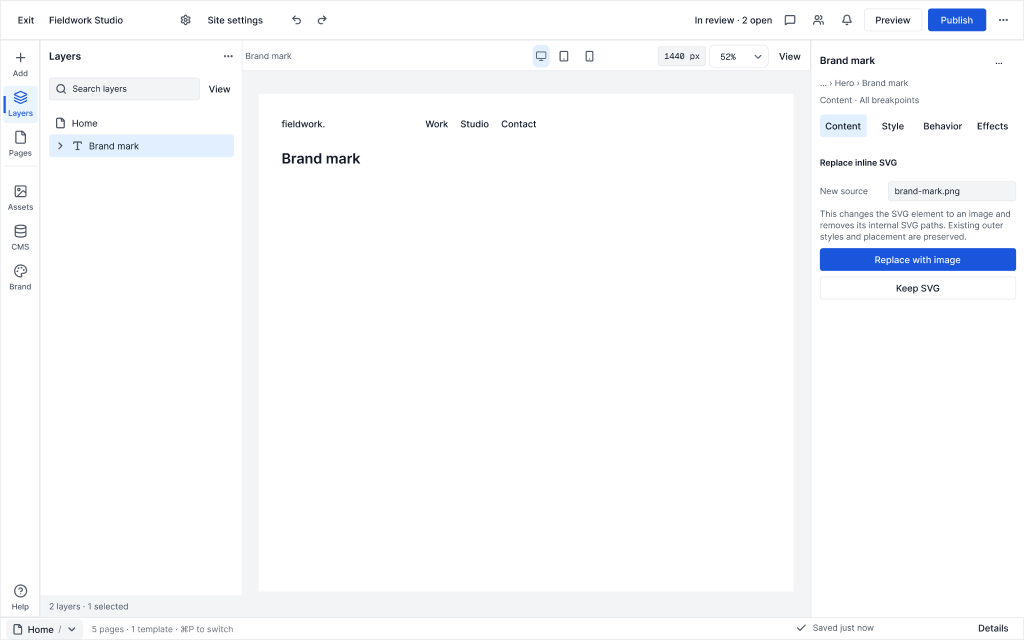 Exit
Fieldwork Studio
Site settings
In review · 2 open
Preview
Publish
Add
Layers
Pages
Assets
CMS
Brand
Help
Layers
Search layers
View
Home
Brand mark
2 layers · 1 selected
Brand mark
1440 px
52%
View
fieldwork.
Work
Studio
Contact
Brand mark
Brand mark
... › Hero › Brand mark
Content · All breakpoints
Content
Style
Behavior
Effects
Replace inline SVG
New source
brand-mark.png
This changes the SVG element to an image and
removes its internal SVG paths. Existing outer
styles and placement are preserved.
Replace with image
Keep SVG
Home /
5 pages · 1 template · ⌘P to switch
Saved just now
Details